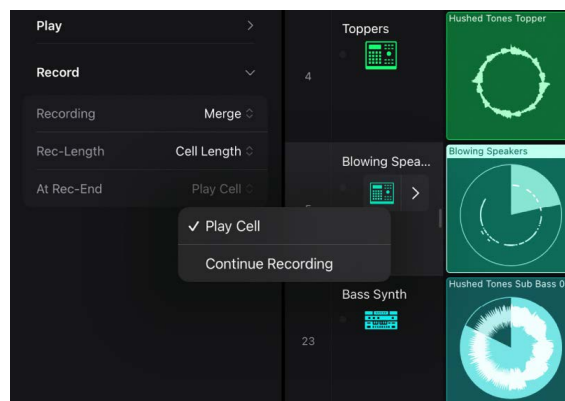 Play
Record
Recording
Merge
Rec-Length
Cell Length
At Rec-End
Play Cell
Play Cell
Continue Recording
Toppers
4
Blowing Spea...
Bass Synth
23
Hushed Tones Topper
Blowing Speakers
Hushed Tones Sub Bass 0